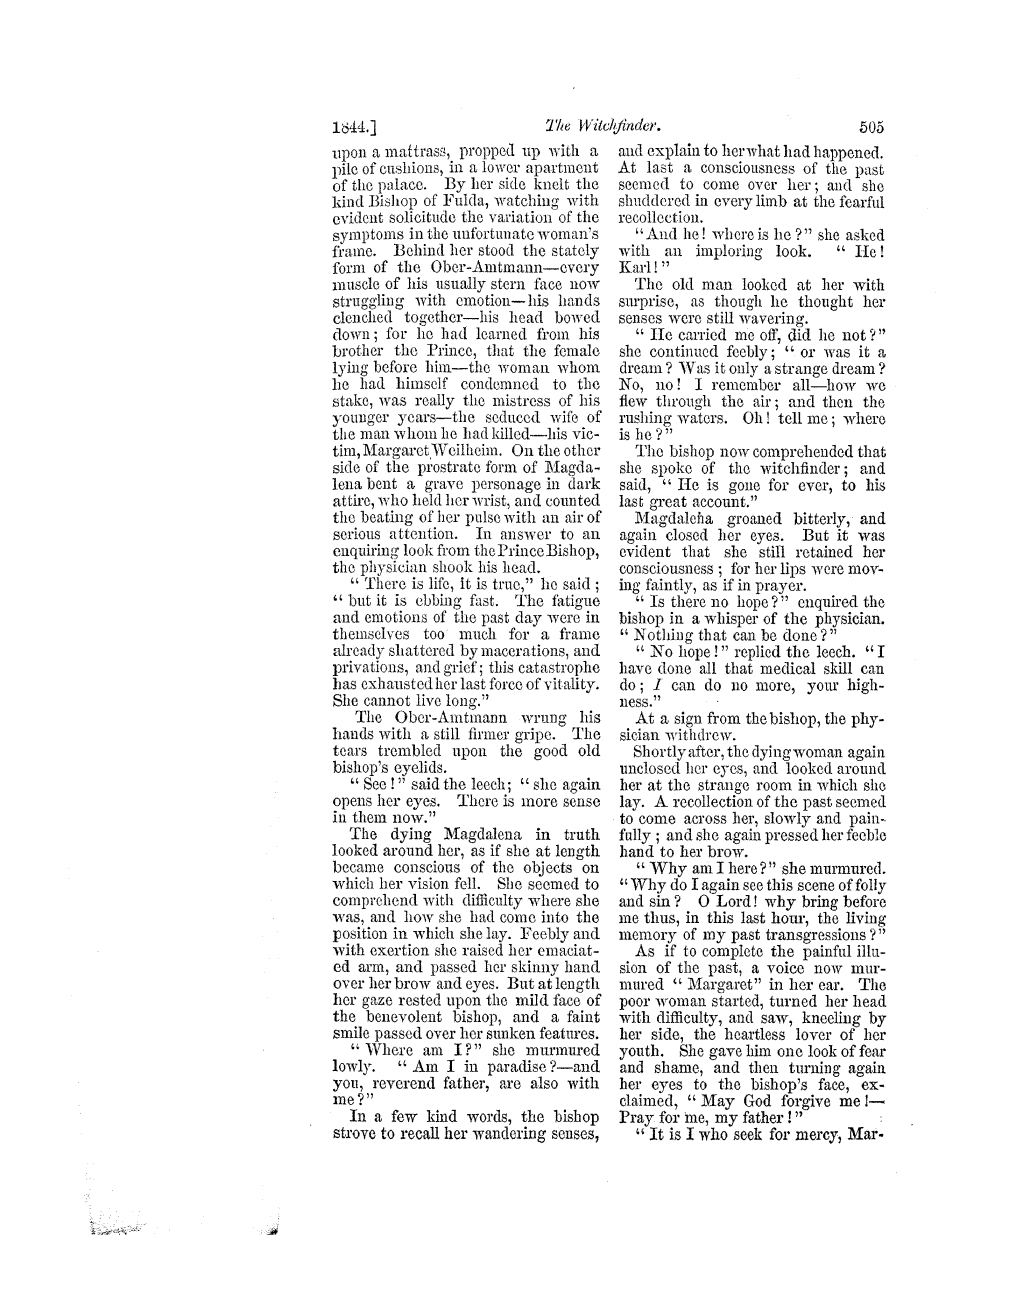 1844.] The Witchfinder. 505
upon a mattrass, propped up with a
pile of cushions, in a lower apartment
of the palace. By her side knelt the
kind Bishop of Fulda, watching with
evident solicitude the variation of the
symptoms in the unfortunate woman's
frame. Behind her stood the stately
form of the Ober-Amtmann—every
muscle of his usually stern face now
struggling with emotion—his hands
clenched together—his head bowed
down; for he had learned from his
brother the Prince, that the female
lying before him—the woman whom
he had himself condemned to the
stake, was really the mistress of his
younger years—the seduced wife of
the man whom he had killed—his vic-
tim, Margaret Weilheim. On the other
side of the prostrate form of Magda-
lena bent a grave personage in dark
attire, who held her wrist, and counted
the beating of her pulse with an air of
serious attention. In answer to an
enquiring look from the Prince Bishop,
the physician shook his head.
"There is life, it is true," he said;
"but it is ebbing fast. The fatigue
and emotions of the past day were in
themselves too much for a frame
already shattered by macerations, and
privations, and grief; this catastrophe
has exhausted her last force of vitality.
She cannot live long."
The Ober-Amtmann wrung his
hands with a still firmer gripe. The
tears trembled upon the good old
bishop's eyelids.
"See!" said the leech; "she again
opens her eyes. There is more sense
in them now."
The dying Magdalena in truth
looked around her, as if she at length
became conscious of the objects on
which her vision fell. She seemed to
comprehend with difficulty where she
was, and how she had come into the
position in which she lay. Feebly and
with exertion she raised her emaciat-
ed arm, and passed her skinny hand
over her brow and eyes. But at length
her gaze rested upon the mild face of
the benevolent bishop, and a faint
smile passed over her sunken features.
"Where am I?" she murmured
lowly. "Am I in paradise?—and
you, reverend father, are also with
me?"
In a few kind words, the bishop
strove to recall her wandering senses,
and explain to her what had happened.
At last a consciousness of the past
seemed to come over her; and she
shuddered in every limb at the fearful
recollection.
"And he! where is he?" she asked
with an imploring look. "He!
Karl!"
The old man looked at her with
surprise, as though he thought her
senses were still wavering.
"He carried me off, did he not?"
she continued feebly; "or was it a
dream? Was it only a strange dream?
No, no! I remember all—how we
flew through the air; and then the
rushing waters. Oh! tell me; where
is he?"
The bishop now comprehended that
she spoke of the witchfinder; and
said, "He is gone for ever, to his
last great account."
Magdalena groaned bitterly, and
again closed her eyes. But it was
evident that she still retained her
consciousness; for her lips were mov-
ing faintly, as if in prayer.
"Is there no hope?" enquired the
bishop in a whisper of the physician.
"Nothing that can be done?"
"No hope!" replied the leech. "I
have done all that medical skill can
do; I can do no more, your high-
ness."
At a sign from the bishop, the phy-
sician withdrew.
Shortly after, the dying woman again
unclosed her eyes, and looked around
her at the strange room in which she
lay. A recollection of the past seemed
to come across her, slowly and pain-
fully; and she again pressed her feeble
hand to her brow.
"Why am I here?" she murmured.
"Why do I again see this scene of folly
and sin? O Lord! why bring before
me thus, in this last hour, the living
memory of my past transgressions?"
As if to complete the painful illu-
sion of the past, a voice now mur-
mured "Margaret" in her ear. The
poor woman started, turned her head
with difficulty, and saw, kneeling by
her side, the heartless lover of her
youth. She gave him one look of fear
and shame, and then turning again
her eyes to the bishop's face, ex-
claimed, "May God forgive me!—
Pray for me, my father!"
"It is I who seek for mercy, Mar-